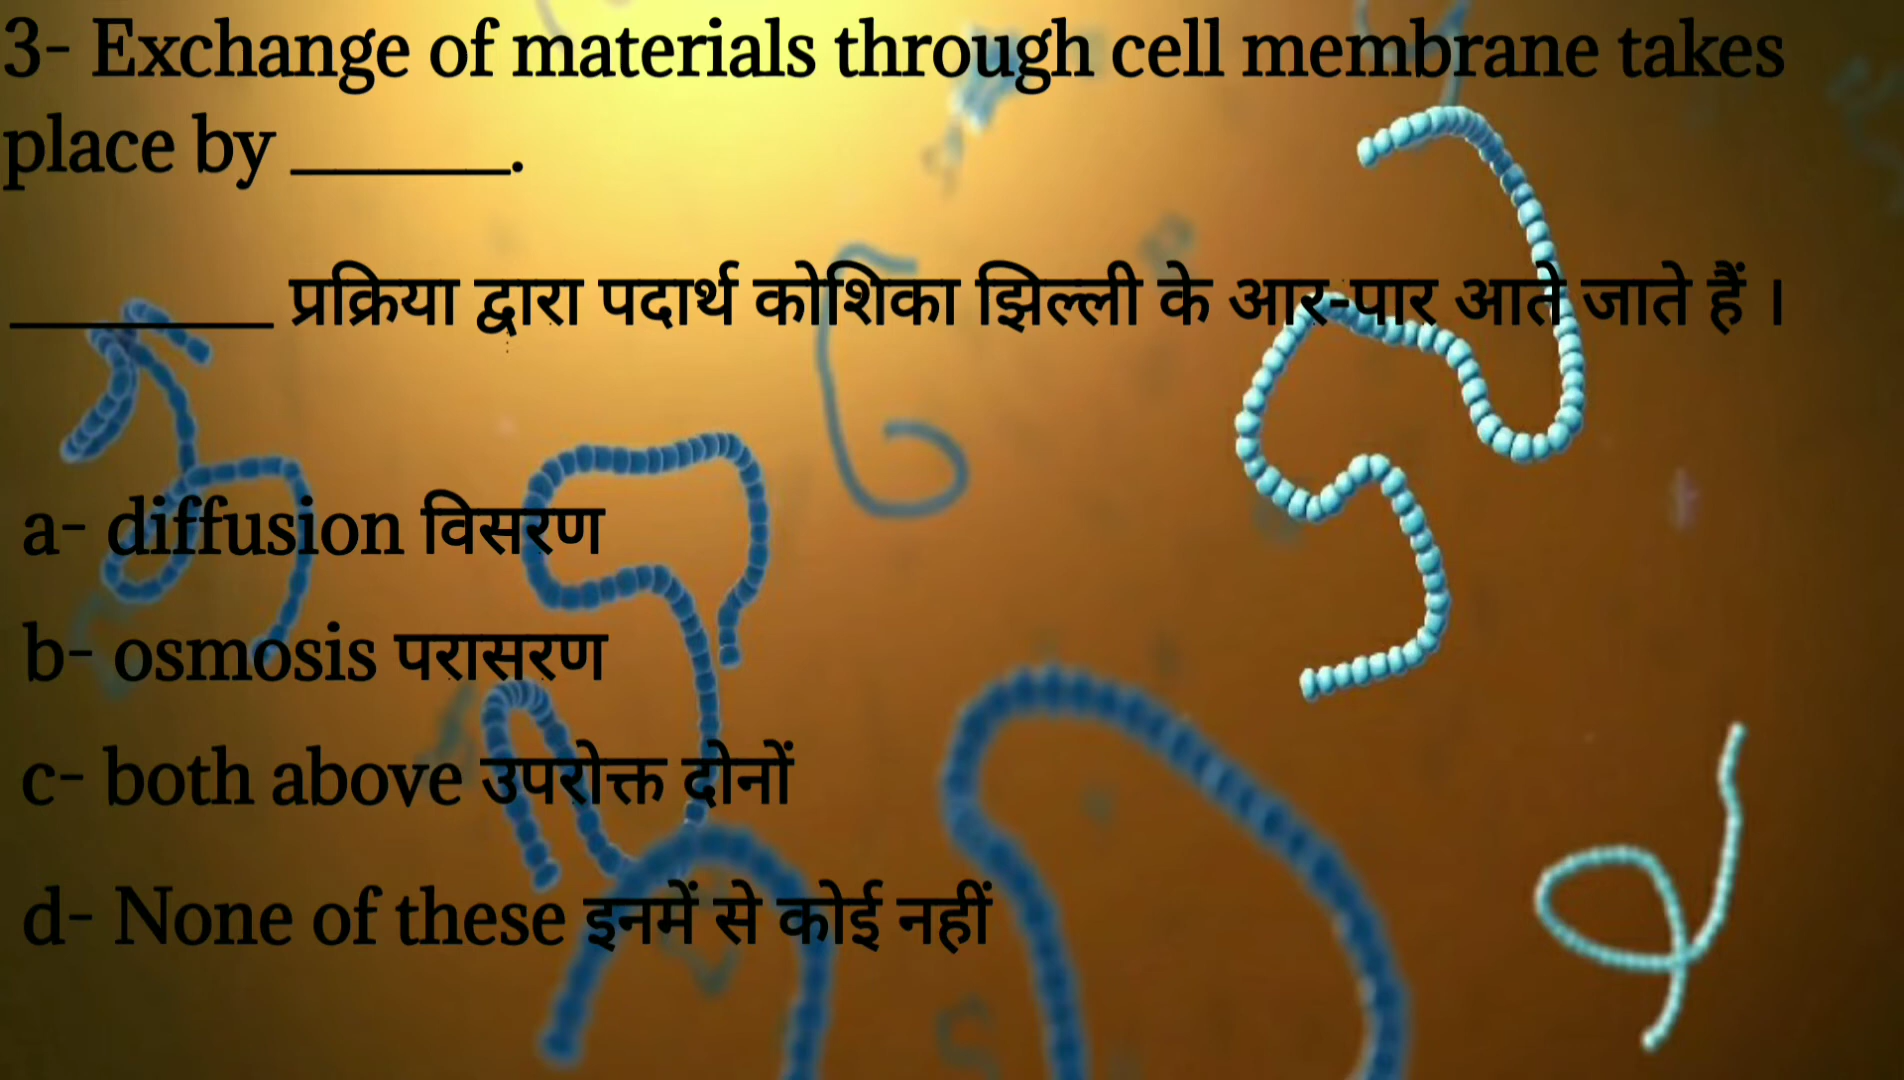 3- Exchange of materials through cell membrane takes
place by _______.
________ प्रक्रिया द्वारा पदार्थ कोशिका झिल्ली के आर-पार आते जाते हैं ।
a- diffusion विसरण
b- osmosis परासरण
c- both above उपरोक्त दोनों
d- None of these इनमें से कोई नहीं